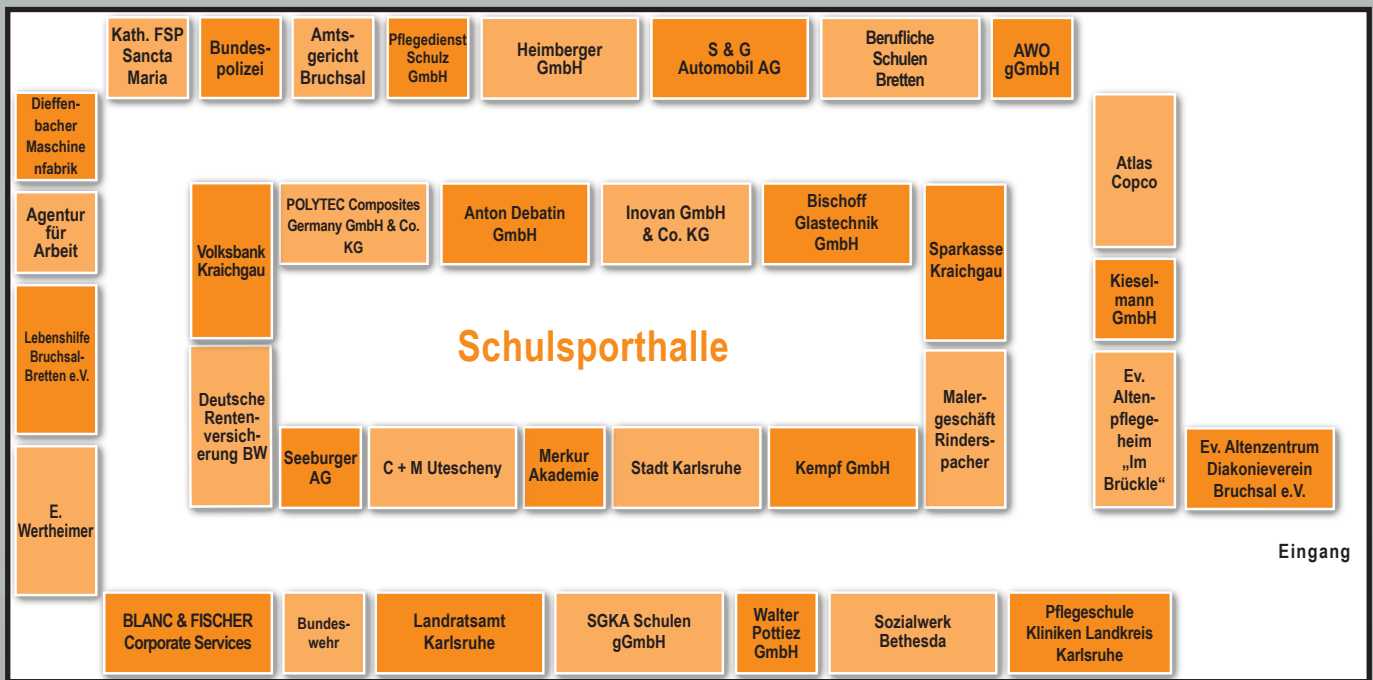 Kath. FSP
Sancta
Maria
Bundes-
polizei
Amts-
gericht
Bruchsal
Pflegedienst
Schulz
GmbH
Heimberger
GmbH
S & G
Automobil AG
Berufliche
Schulen
Bretten
AWO
gGmbH
Dieffen-
bacher
Maschine
nfabrik
Agentur
für
Arbeit
Lebenshilfe
Bruchsal-
Bretten e.V.
E.
Wertheimer
Volksbank
Kraichgau
POLYTEC Composites
Germany GmbH & Co.
KG
Anton Debatin
GmbH
Inovan GmbH
& Co. KG
Bischoff
Glastechnik
GmbH
Sparkasse
Kraichgau
Atlas
Copco
Kiesel-
mann
GmbH
Schulsporthalle
Deutsche
Renten-
versich-
erung BW
Seeburger
AG
C + M Utescheny
Merkur
Akademie
Stadt Karlsruhe
Kempf GmbH
Maler-
geschäft
Rinders-
pacher
Ev.
Alten-
pflege-
heim
„Im
Brückle“
Ev. Altenzentrum
Diakonieverein
Bruchsal e.V.
Eingang
BLANC & FISCHER
Corporate Services
Bundes-
wehr
Landratsamt
Karlsruhe
SGKA Schulen
gGmbH
Walter
Pottiez
GmbH
Sozialwerk
Bethesda
Pflegeschule
Kliniken Landkreis
Karlsruhe